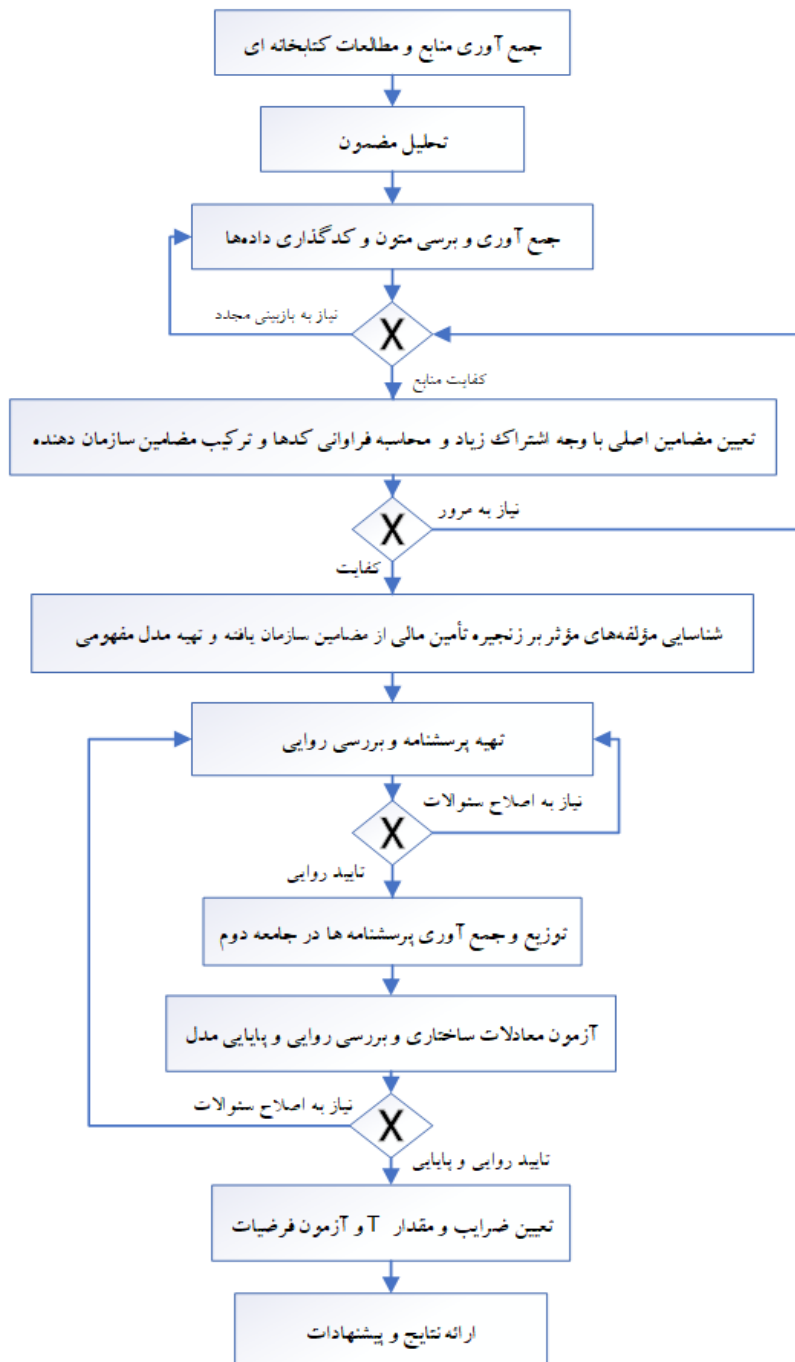 جمع آوری منابع و مطالعات کتابخانه ای
تحلیل مضمون
جمع آوری و برسی متون و کدگذاری داده‌ها
نیاز به بازبینی مجدد
X
کفایت منابع
تعیین مضامین اصلی با وجه اشتراک زیاد و محاسبه فراوانی کدها و ترکیب مضامین سازمان دهنده
نیاز به مرور
X
کفایت
شناسایی مؤلفه‌های مؤثر بر زنجیره تأمین مالی از مضامین سازمان یافته و تهیه مدل مفهومی
تهیه پرسشنامه و بررسی روایی
نیاز به اصلاح سئوالات
X
تایید روایی
توزیع و جمع آوری پرسشنامه ها در جامعه دوم
آزمون معادلات ساختاری و بررسی روایی و پایایی مدل
نیاز به اصلاح سئوالات
X
تایید روایی و پایایی
تعیین ضرایب و مقدار T و آزمون فرضیات
ارائه نتایج و پیشنهادات